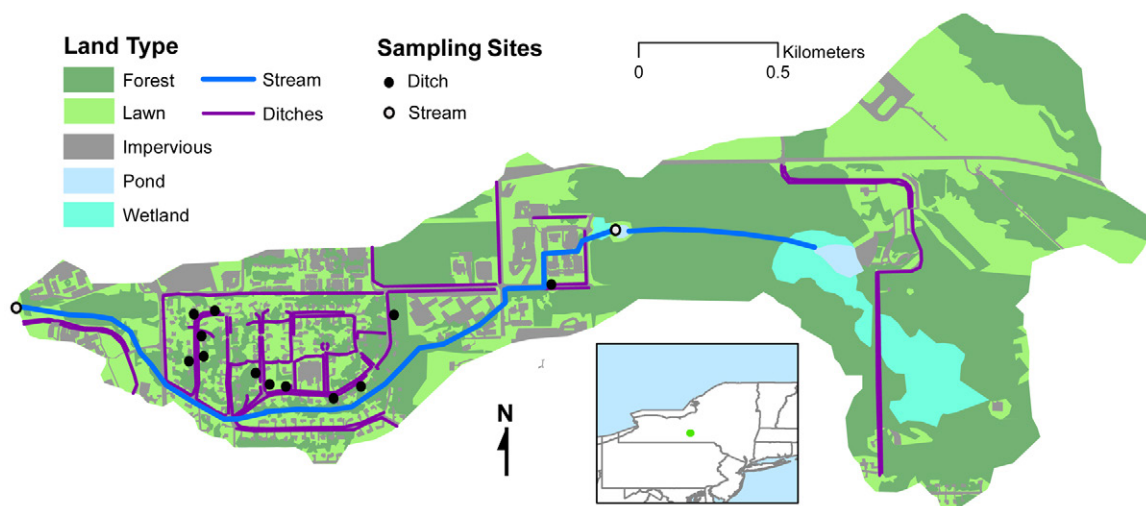 Land Type
Forest
Lawn
Impervious
Pond
Wetland
Stream
Ditches
Sampling Sites
Ditch
Stream
Kilometers
0 0.5
N